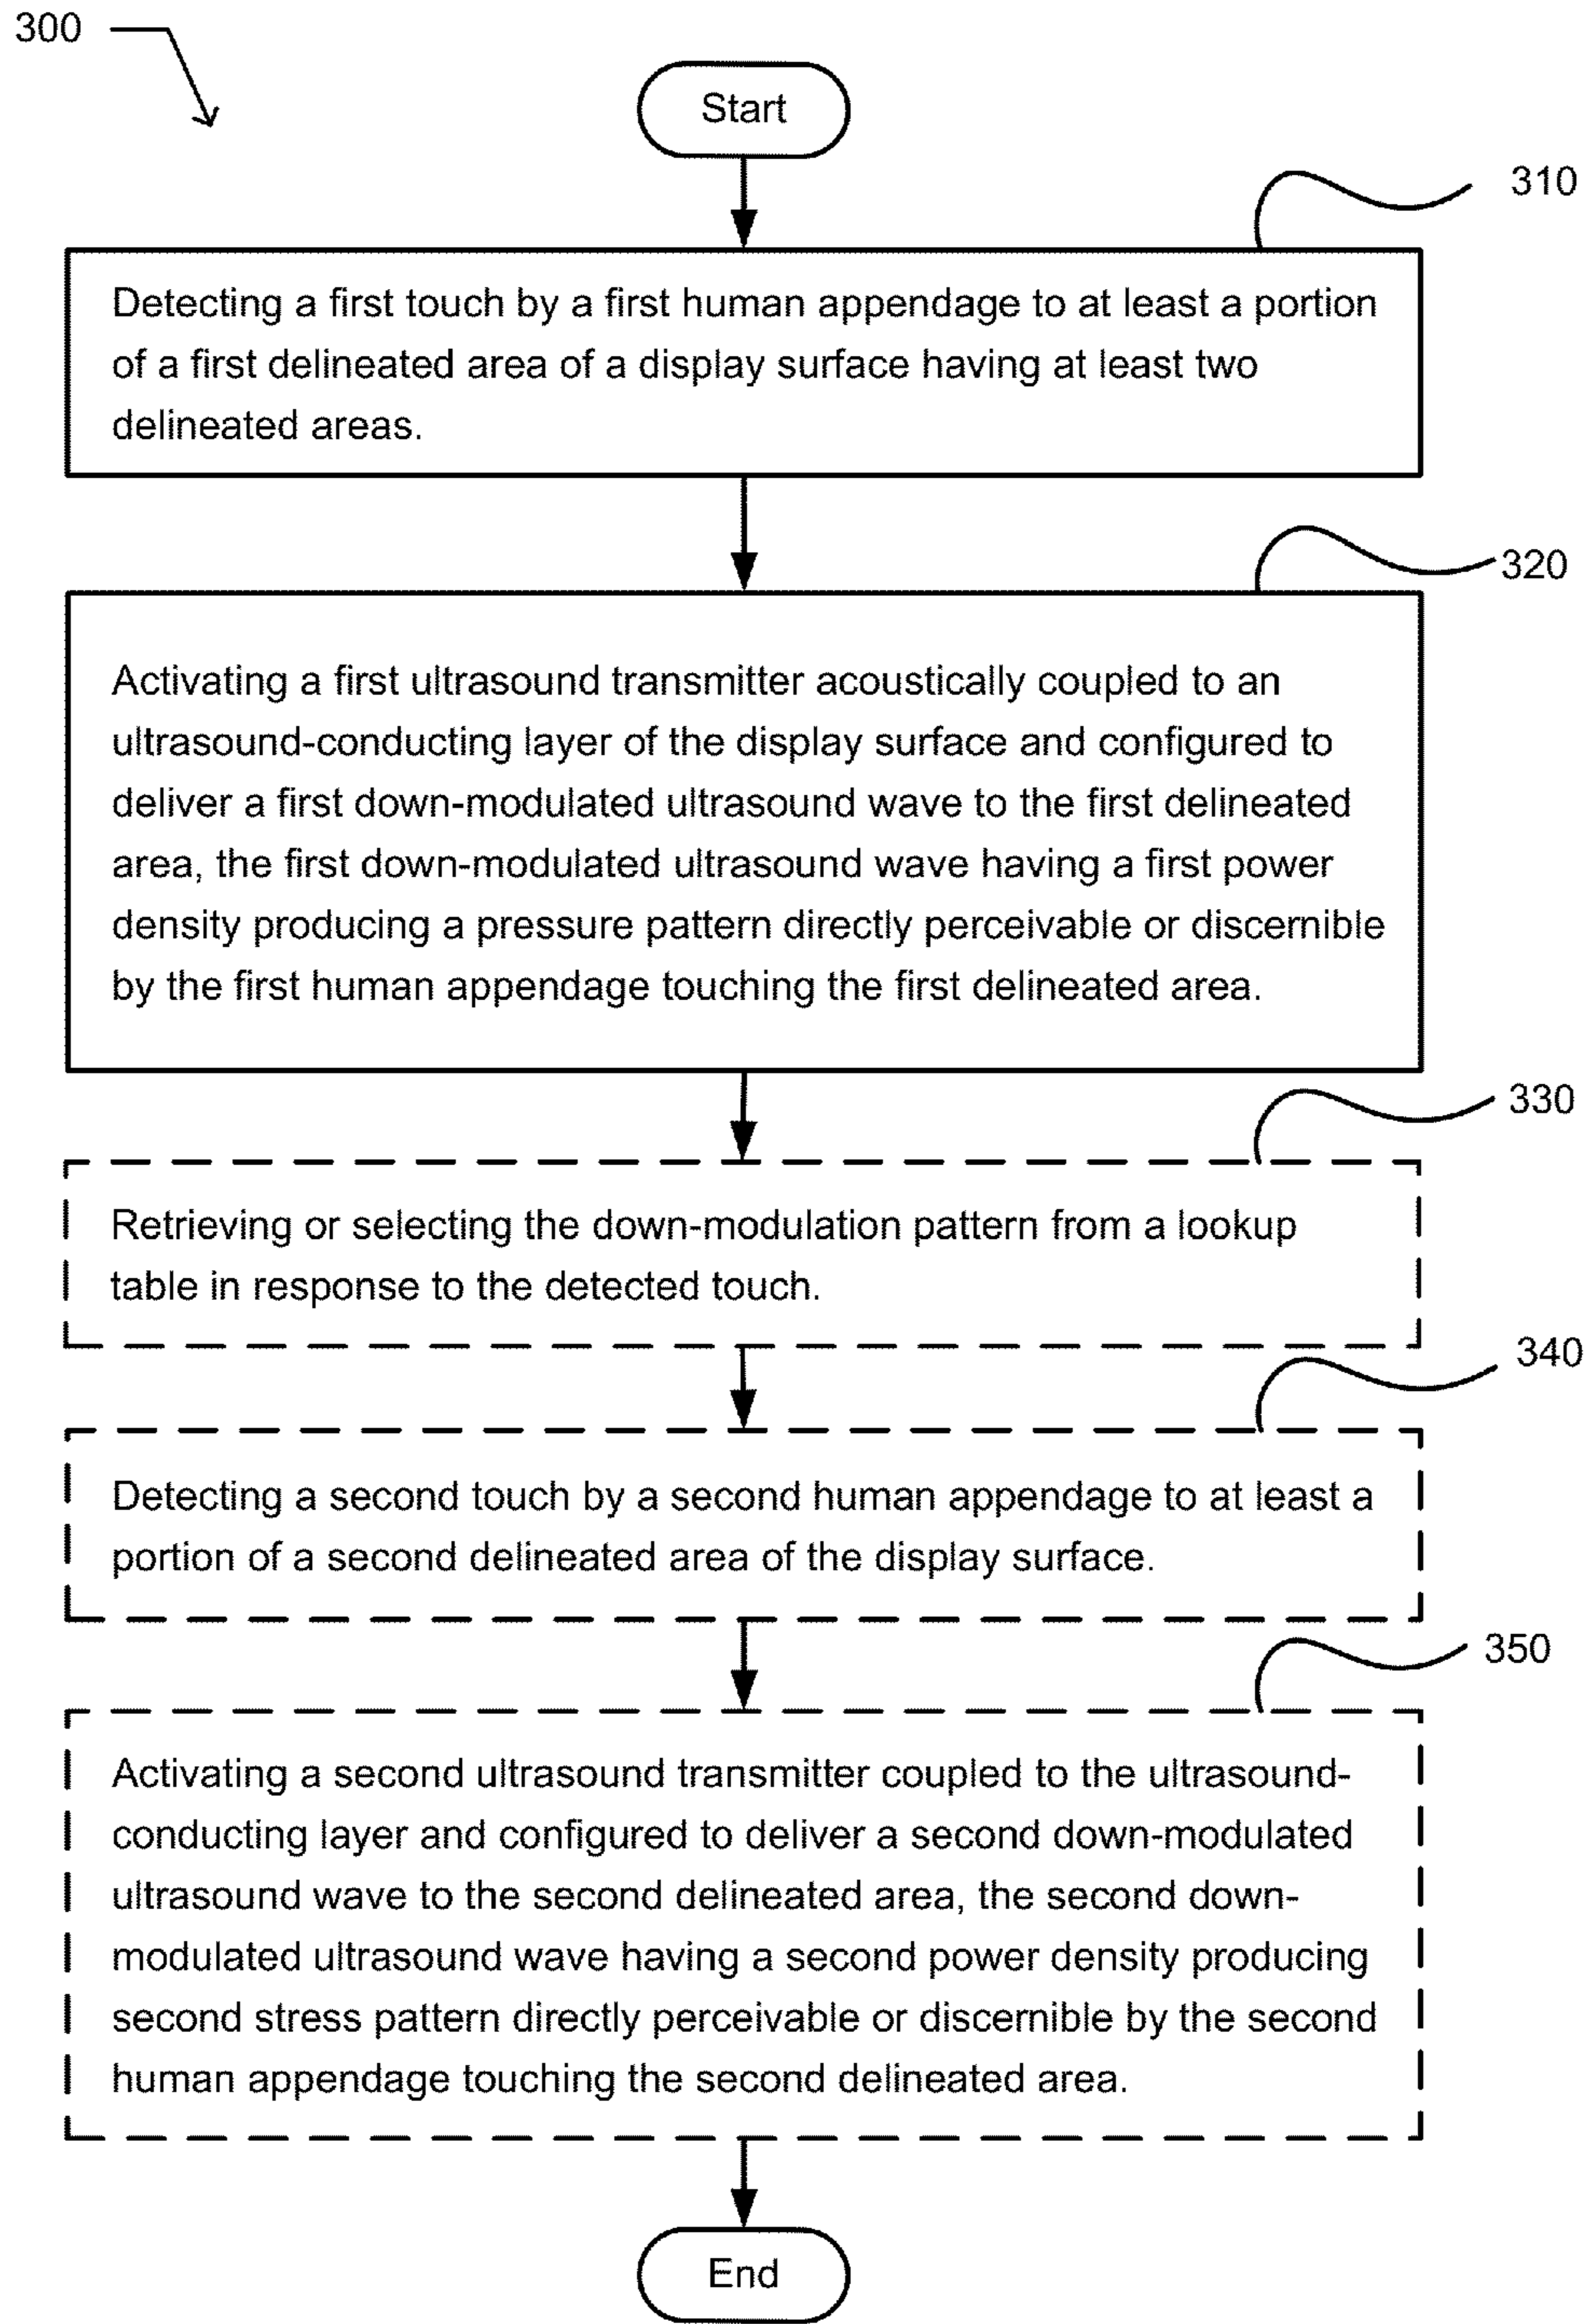 300
Start
310
Detecting a first touch by a first human appendage to at least a portion
of a first delineated area of a display surface having at least two
delineated areas.
320
Activating a first ultrasound transmitter acoustically coupled to an
ultrasound-conducting layer of the display surface and configured to
deliver a first down-modulated ultrasound wave to the first delineated
area, the first down-modulated ultrasound wave having a first power
density producing a pressure pattern directly perceivable or discernible
by the first human appendage touching the first delineated area.
330
Retrieving or selecting the down-modulation pattern from a lookup
table in response to the detected touch.
340
Detecting a second touch by a second human appendage to at least a
portion of a second delineated area of the display surface.
350
Activating a second ultrasound transmitter coupled to the ultrasound-
conducting layer and configured to deliver a second down-modulated
ultrasound wave to the second delineated area, the second down-
modulated ultrasound wave having a second power density producing
second stress pattern directly perceivable or discernible by the second
human appendage touching the second delineated area.
End